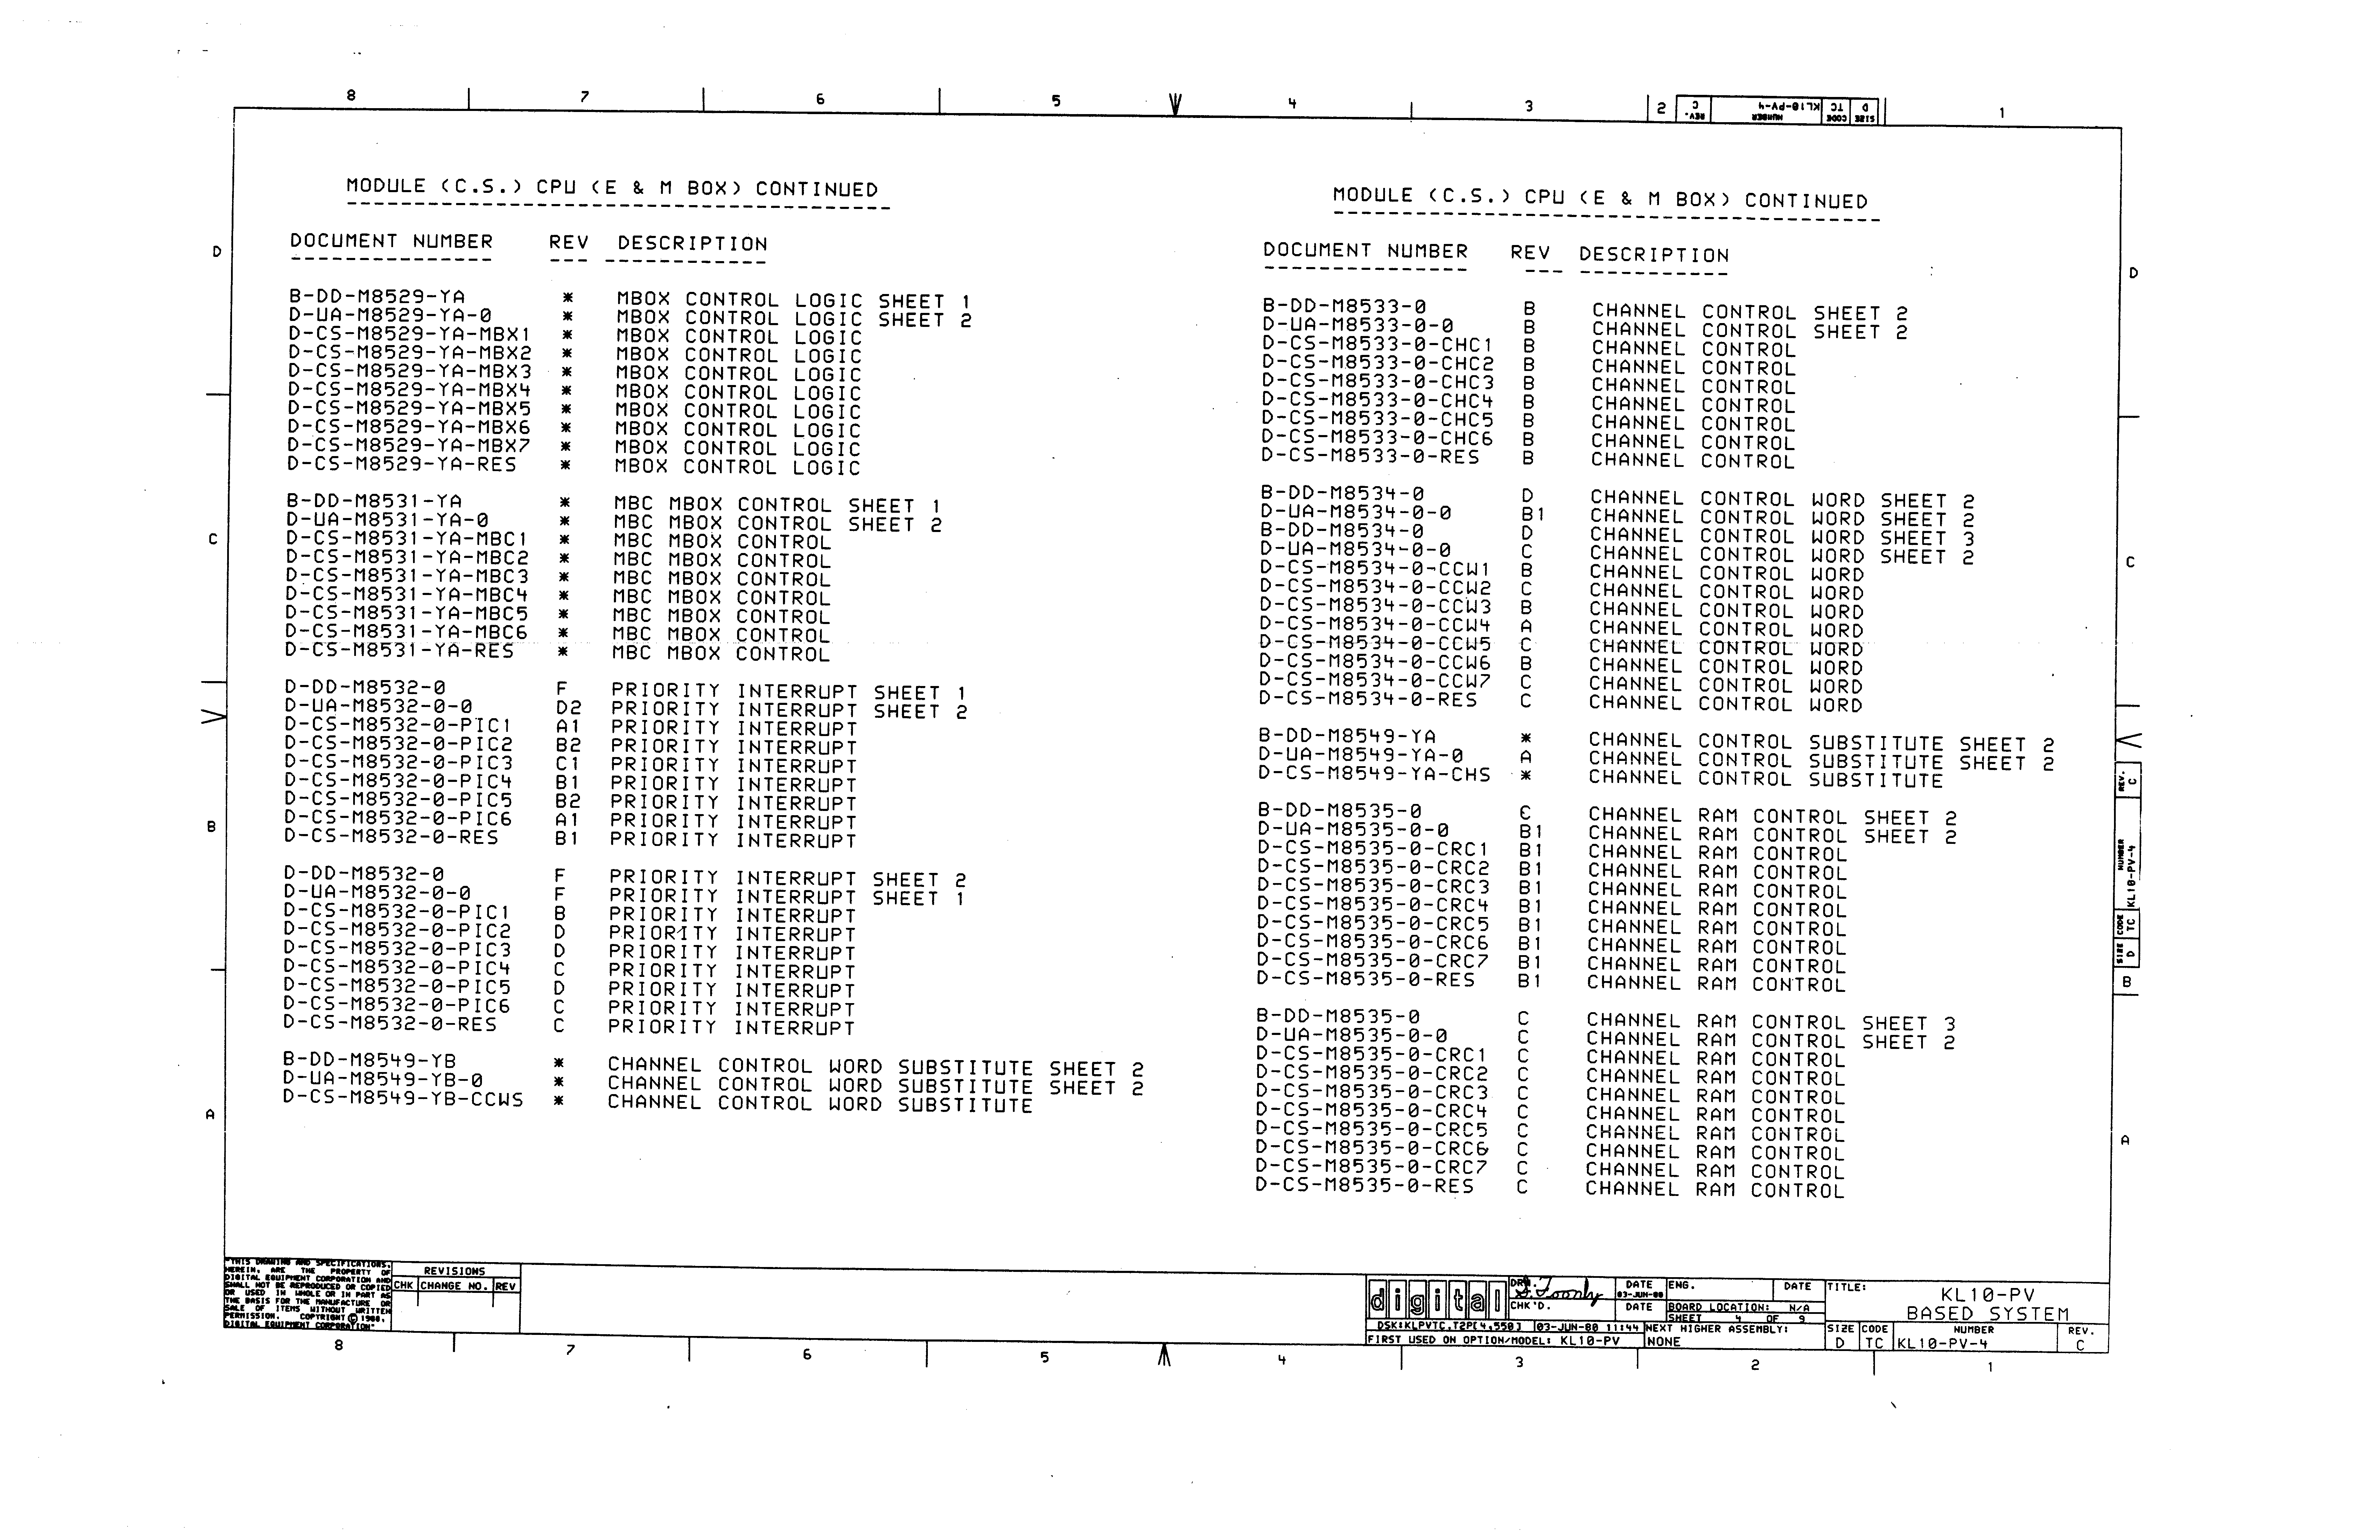 8 7 6 5 4 3 2 1
SIZE CODE NUMBER REV.
D TC KL10-PV-4 C
MODULE (C.S.) CPU (E & M BOX) CONTINUED
DOCUMENT NUMBER REV DESCRIPTION
B-DD-M8529-YA * MBOX CONTROL LOGIC SHEET 1
D-UA-M8529-YA-0 * MBOX CONTROL LOGIC SHEET 2
D-CS-M8529-YA-MBX1 * MBOX CONTROL LOGIC
D-CS-M8529-YA-MBX2 * MBOX CONTROL LOGIC
D-CS-M8529-YA-MBX3 * MBOX CONTROL LOGIC
D-CS-M8529-YA-MBX4 * MBOX CONTROL LOGIC
D-CS-M8529-YA-MBX5 * MBOX CONTROL LOGIC
D-CS-M8529-YA-MBX6 * MBOX CONTROL LOGIC
D-CS-M8529-YA-MBX7 * MBOX CONTROL LOGIC
D-CS-M8529-YA-RES * MBOX CONTROL LOGIC
B-DD-M8531-YA * MBC MBOX CONTROL SHEET 1
D-UA-M8531-YA-0 * MBC MBOX CONTROL SHEET 2
D-CS-M8531-YA-MBC1 * MBC MBOX CONTROL
D-CS-M8531-YA-MBC2 * MBC MBOX CONTROL
D-CS-M8531-YA-MBC3 * MBC MBOX CONTROL
D-CS-M8531-YA-MBC4 * MBC MBOX CONTROL
D-CS-M8531-YA-MBC5 * MBC MBOX CONTROL
D-CS-M8531-YA-MBC6 * MBC MBOX CONTROL
D-CS-M8531-YA-RES * MBC MBOX CONTROL
D-DD-M8532-0 F PRIORITY INTERRUPT SHEET 1
D-UA-M8532-0-0 D2 PRIORITY INTERRUPT SHEET 2
D-CS-M8532-0-PIC1 A1 PRIORITY INTERRUPT
D-CS-M8532-0-PIC2 B2 PRIORITY INTERRUPT
D-CS-M8532-0-PIC3 C1 PRIORITY INTERRUPT
D-CS-M8532-0-PIC4 B1 PRIORITY INTERRUPT
D-CS-M8532-0-PIC5 B2 PRIORITY INTERRUPT
D-CS-M8532-0-PIC6 A1 PRIORITY INTERRUPT
D-CS-M8532-0-RES B1 PRIORITY INTERRUPT
D-DD-M8532-0 F PRIORITY INTERRUPT SHEET 2
D-UA-M8532-0-0 F PRIORITY INTERRUPT SHEET 1
D-CS-M8532-0-PIC1 B PRIORITY INTERRUPT
D-CS-M8532-0-PIC2 D PRIORITY INTERRUPT
D-CS-M8532-0-PIC3 D PRIORITY INTERRUPT
D-CS-M8532-0-PIC4 C PRIORITY INTERRUPT
D-CS-M8532-0-PIC5 D PRIORITY INTERRUPT
D-CS-M8532-0-PIC6 C PRIORITY INTERRUPT
D-CS-M8532-0-RES C PRIORITY INTERRUPT
B-DD-M8549-YB * CHANNEL CONTROL WORD SUBSTITUTE SHEET 2
D-UA-M8549-YB-0 * CHANNEL CONTROL WORD SUBSTITUTE SHEET 2
D-CS-M8549-YB-CCWS * CHANNEL CONTROL WORD SUBSTITUTE
MODULE (C.S.) CPU (E & M BOX) CONTINUED
DOCUMENT NUMBER REV DESCRIPTION
B-DD-M8533-0 B CHANNEL CONTROL SHEET 2
D-UA-M8533-0-0 B CHANNEL CONTROL SHEET 2
D-CS-M8533-0-CHC1 B CHANNEL CONTROL
D-CS-M8533-0-CHC2 B CHANNEL CONTROL
D-CS-M8533-0-CHC3 B CHANNEL CONTROL
D-CS-M8533-0-CHC4 B CHANNEL CONTROL
D-CS-M8533-0-CHC5 B CHANNEL CONTROL
D-CS-M8533-0-CHC6 B CHANNEL CONTROL
D-CS-M8533-0-RES B CHANNEL CONTROL
B-DD-M8534-0 D CHANNEL CONTROL WORD SHEET 2
D-UA-M8534-0-0 B1 CHANNEL CONTROL WORD SHEET 2
B-DD-M8534-0 D CHANNEL CONTROL WORD SHEET 3
D-UA-M8534-0-0 C CHANNEL CONTROL WORD SHEET 2
D-CS-M8534-0-CCW1 B CHANNEL CONTROL WORD
D-CS-M8534-0-CCW2 C CHANNEL CONTROL WORD
D-CS-M8534-0-CCW3 B CHANNEL CONTROL WORD
D-CS-M8534-0-CCW4 A CHANNEL CONTROL WORD
D-CS-M8534-0-CCW5 C CHANNEL CONTROL WORD
D-CS-M8534-0-CCW6 B CHANNEL CONTROL WORD
D-CS-M8534-0-CCW7 C CHANNEL CONTROL WORD
D-CS-M8534-0-RES C CHANNEL CONTROL WORD
B-DD-M8549-YA * CHANNEL CONTROL SUBSTITUTE SHEET 2
D-UA-M8549-YA-0 A CHANNEL CONTROL SUBSTITUTE SHEET 2
D-CS-M8549-YA-CHS * CHANNEL CONTROL SUBSTITUTE
B-DD-M8535-0 C CHANNEL RAM CONTROL SHEET 2
D-UA-M8535-0-0 B1 CHANNEL RAM CONTROL SHEET 2
D-CS-M8535-0-CRC1 B1 CHANNEL RAM CONTROL
D-CS-M8535-0-CRC2 B1 CHANNEL RAM CONTROL
D-CS-M8535-0-CRC3 B1 CHANNEL RAM CONTROL
D-CS-M8535-0-CRC4 B1 CHANNEL RAM CONTROL
D-CS-M8535-0-CRC5 B1 CHANNEL RAM CONTROL
D-CS-M8535-0-CRC6 B1 CHANNEL RAM CONTROL
D-CS-M8535-0-CRC7 B1 CHANNEL RAM CONTROL
D-CS-M8535-0-RES B1 CHANNEL RAM CONTROL
B-DD-M8535-0 C CHANNEL RAM CONTROL SHEET 3
D-UA-M8535-0-0 C CHANNEL RAM CONTROL SHEET 2
D-CS-M8535-0-CRC1 C CHANNEL RAM CONTROL
D-CS-M8535-0-CRC2 C CHANNEL RAM CONTROL
D-CS-M8535-0-CRC3 C CHANNEL RAM CONTROL
D-CS-M8535-0-CRC4 C CHANNEL RAM CONTROL
D-CS-M8535-0-CRC5 C CHANNEL RAM CONTROL
D-CS-M8535-0-CRC6 C CHANNEL RAM CONTROL
D-CS-M8535-0-CRC7 C CHANNEL RAM CONTROL
D-CS-M8535-0-RES C CHANNEL RAM CONTROL
D
C
B
A
D
C
B
A
SIZE CODE NUMBER REV.
D TC KL10-PV-4 C
"THIS DRAWING AND SPECIFICATIONS,
HEREIN, ARE THE PROPERTY OF
DIGITAL EQUIPMENT CORPORATION AND
SHALL NOT BE REPRODUCED OR COPIED
OR USED IN WHOLE OR IN PART AS
THE BASIS FOR THE MANUFACTURE OR
SALE OF ITEMS WITHOUT WRITTEN
PERMISSION. COPYRIGHT © 1980,
DIGITAL EQUIPMENT CORPORATION"
REVISIONS
CHK CHANGE NO. REV
digital
DRN. DATE ENG. DATE
03-JUN-80
CHK'D. DATE BOARD LOCATION: N/A
SHEET 4 OF 9
DSK:KLPVTC.T2P[4,550] 03-JUN-80 11:44 NEXT HIGHER ASSEMBLY:
FIRST USED ON OPTION/MODEL: KL10-PV NONE
TITLE:
KL10-PV
BASED SYSTEM
SIZE CODE NUMBER REV.
D TC KL10-PV-4 C
8 7 6 5 4 3 2 1